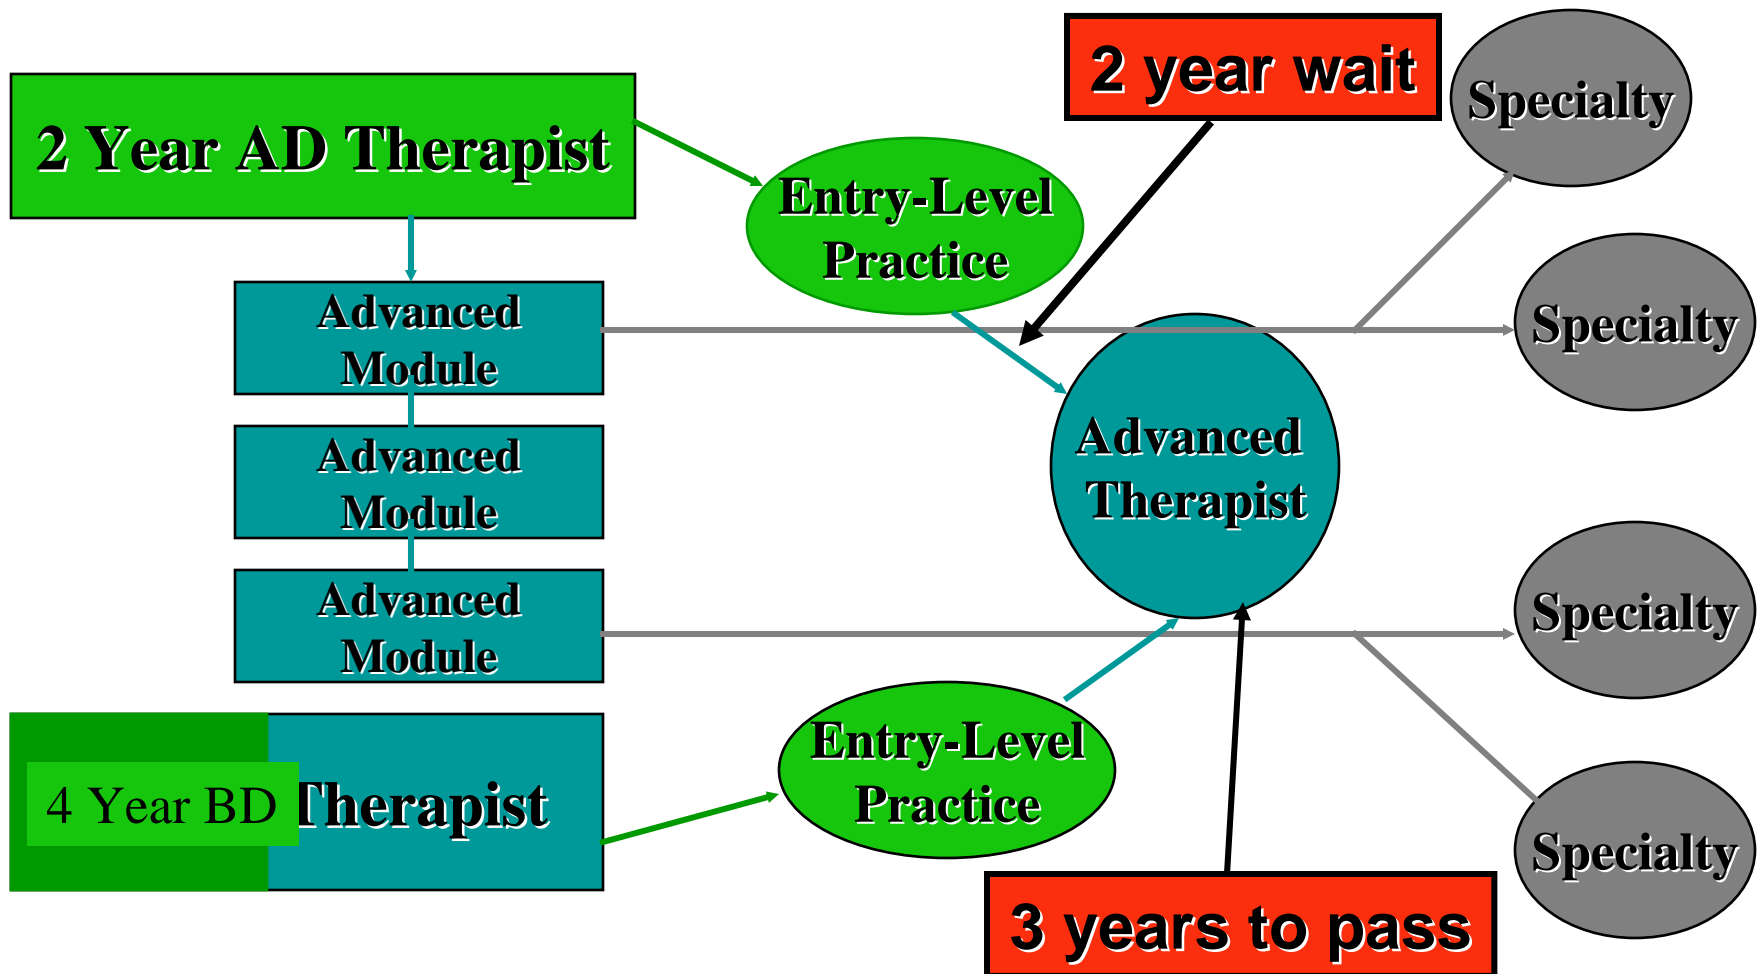 2 year wait
Specialty
2 Year AD Therapist
Entry-Level
Practice
Advanced
Module
Specialty
Advanced
Therapist
Advanced
Module
Advanced
Module
Specialty
4 Year BD Therapist
Entry-Level
Practice
Specialty
3 years to pass